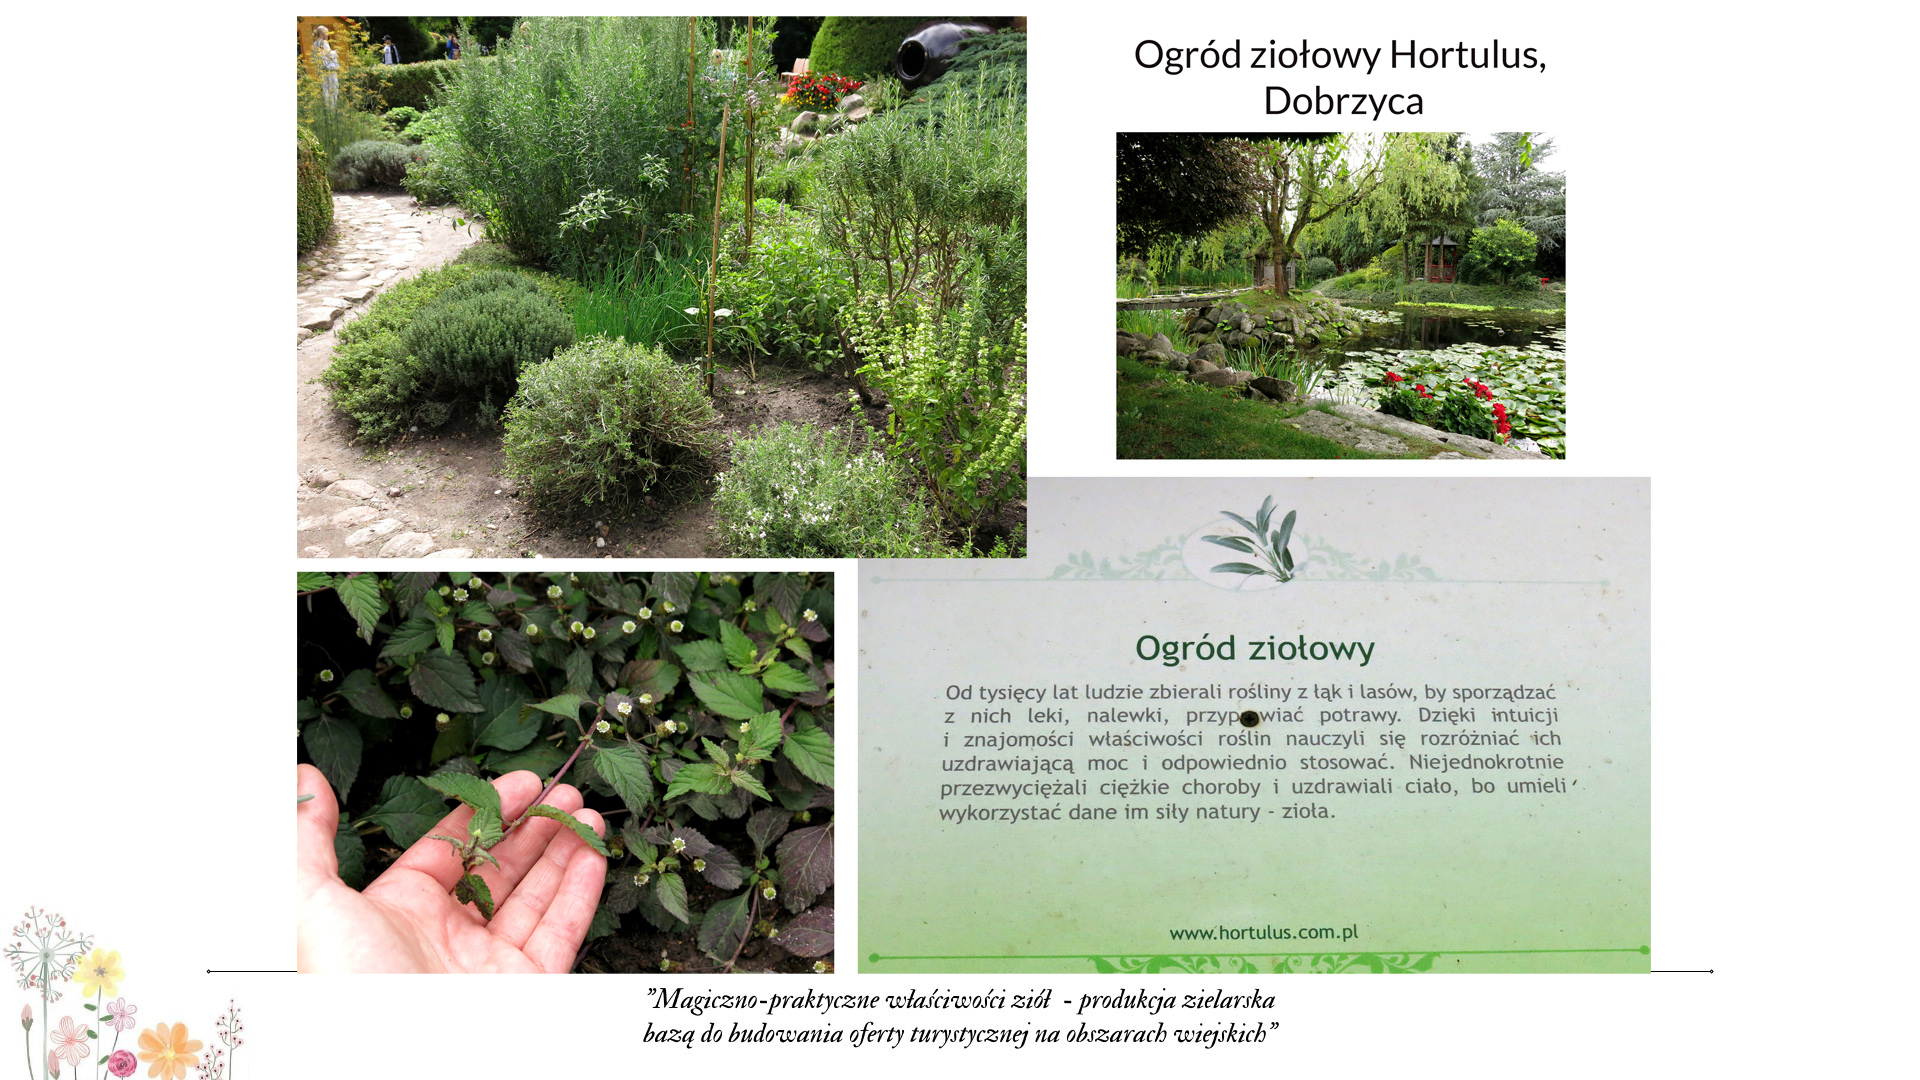 Ogród ziołowy Hortulus,
Dobrzyca
Ogród ziołowy
Od tysięcy lat ludzie zbierali rośliny z łąk i lasów, by sporządzać
z nich leki, nalewki, potrawy. Dzięki intuicji
i znajomości właściwości roślin nauczyli się rozróżniać ich
uzdrawiającą moc i odpowiednio stosować. Niejednokrotnie
przezwyciężali ciężkie choroby i uzdrawiali ciało, bo umieli
wykorzystać dane im siły natury - zioła.
www.hortulus.com.pl
"Magiczno-praktyczne właściwości ziół - produkcja zielarska
bazą do budowania oferty turystycznej na obszarach wiejskich"